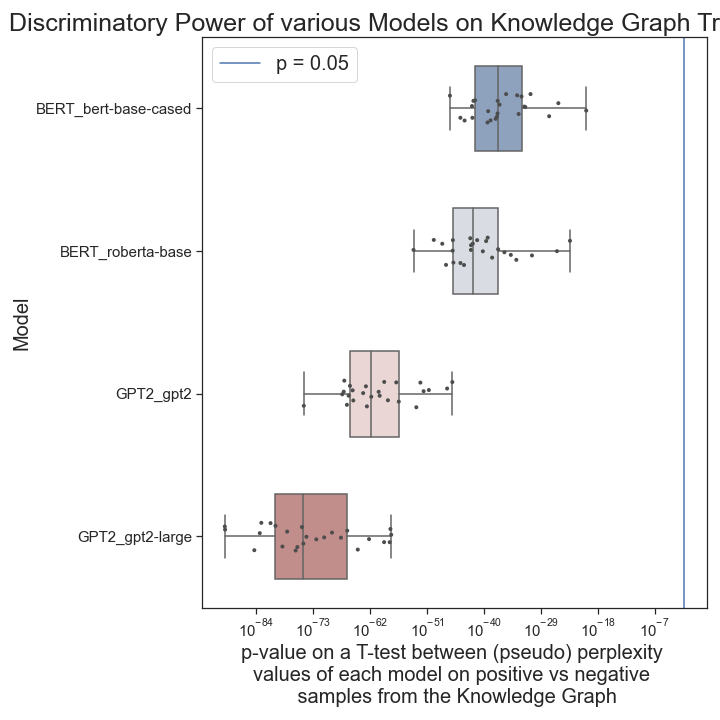 Discriminatory Power of various Models on Knowledge Graph Tr
p = 0.05
BERT_bert-base-cased
BERT_roberta-base
GPT2_gpt2
GPT2_gpt2-large
Model
10⁻⁸⁴ 10⁻⁷³ 10⁻⁶² 10⁻⁵¹ 10⁻⁴⁰ 10⁻²⁹ 10⁻¹⁸ 10⁻⁷
p-value on a T-test between (pseudo) perplexity
values of each model on positive vs negative
samples from the Knowledge Graph